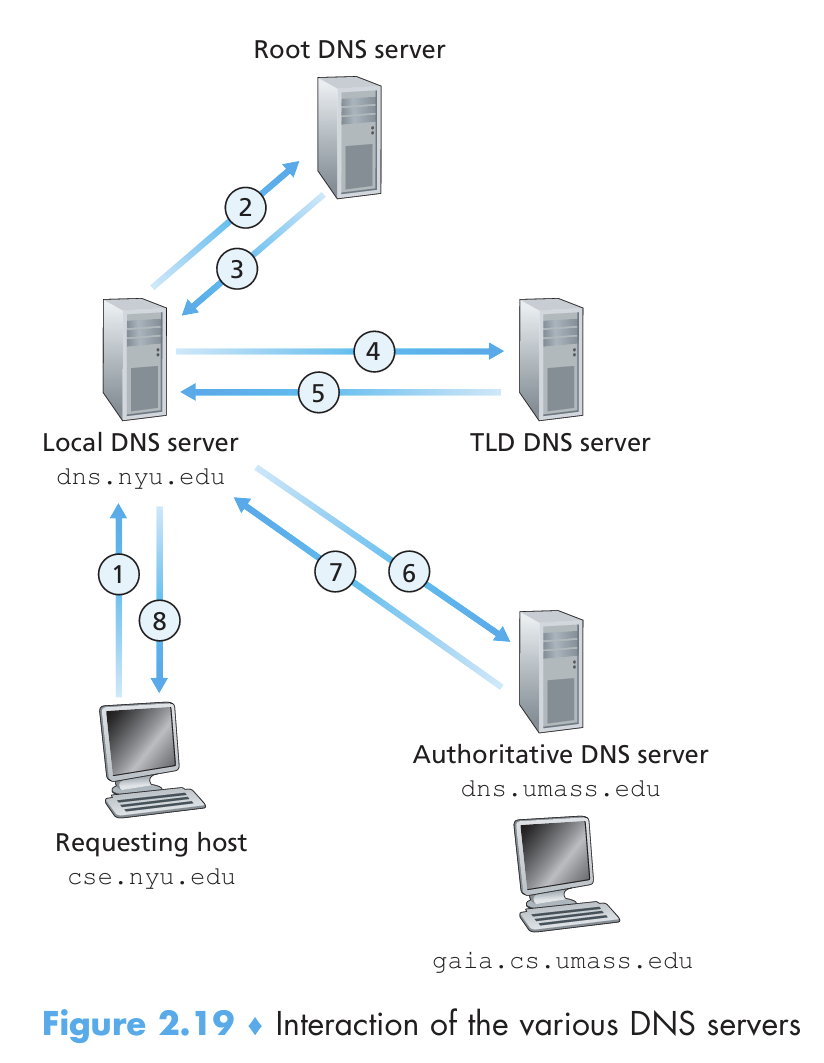 Root DNS server
2
3
4
5
Local DNS server
dns.nyu.edu
TLD DNS server
1
8
7
6
Authoritative DNS server
dns.umass.edu
Requesting host
cse.nyu.edu
gaia.cs.umass.edu
Figure 2.19 ♦ Interaction of the various DNS servers